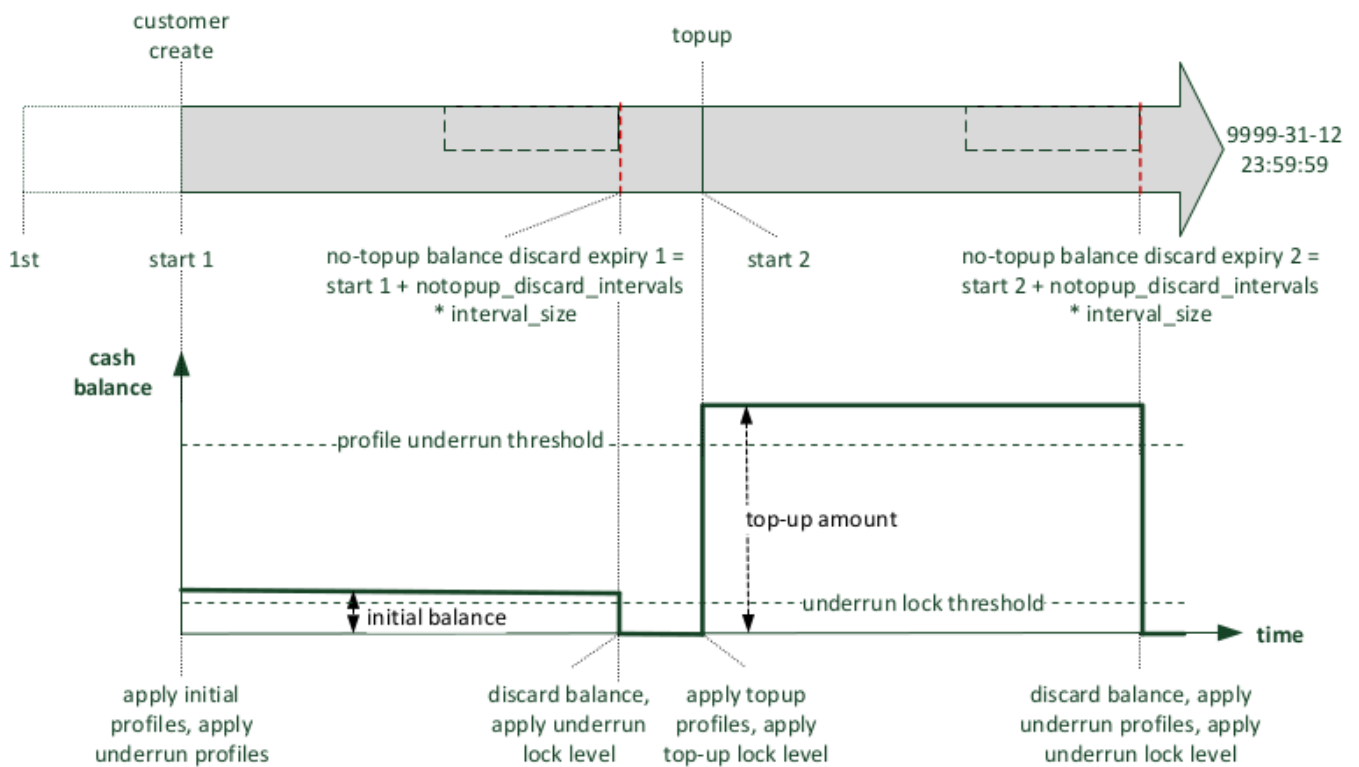 customer
create
topup
9999-31-12
23:59:59
1st
start 1
no-topup balance discard expiry 1 =
start 1 + notopup_discard_intervals
* interval_size
start 2
no-topup balance discard expiry 2 =
start 2 + notopup_discard_intervals
* interval_size
cash
balance
profile underrun threshold
top-up amount
underrun lock threshold
initial balance
time
apply initial
profiles, apply
underrun profiles
discard balance,
apply underrun
lock level
apply topup
profiles, apply
top-up lock level
discard balance, apply
underrun profiles, apply
underrun lock level